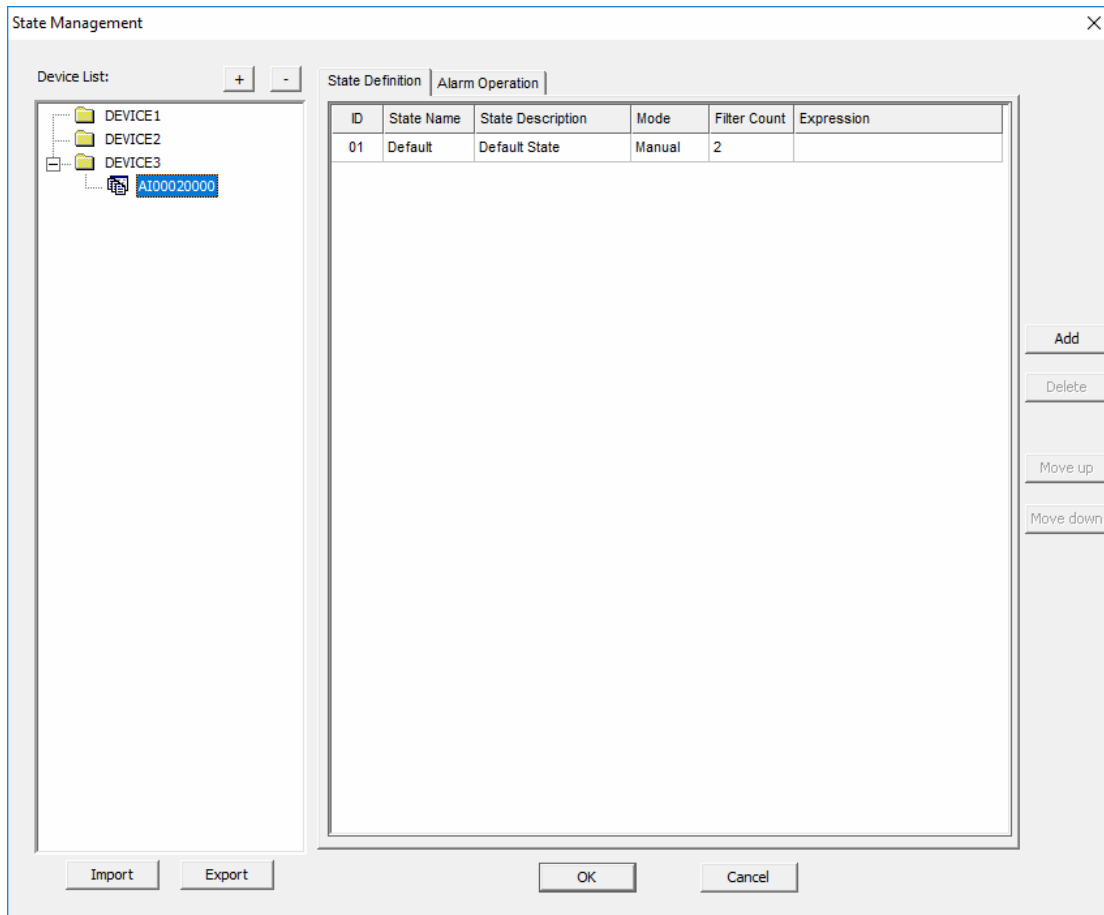 State Management
Device List:
+ -
DEVICE1
DEVICE2
DEVICE3
AI00020000
State Definition Alarm Operation
ID State Name State Description Mode Filter Count Expression
01 Default Default State Manual 2
Add
Delete
Move up
Move down
Import Export OK Cancel